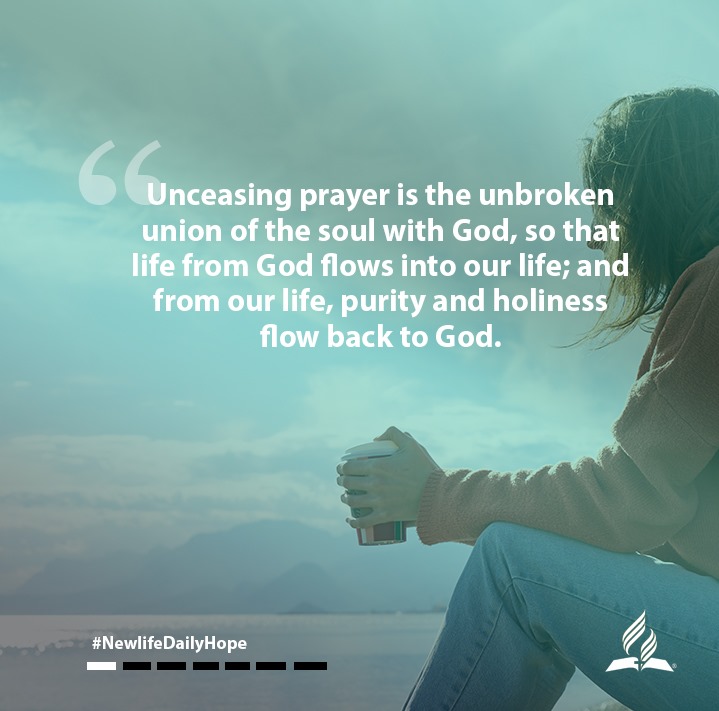 Unceasing prayer is the unbroken
union of the soul with God, so that
life from God flows into our life; and
from our life, purity and holiness
flow back to God.
#NewlifeDailyHope